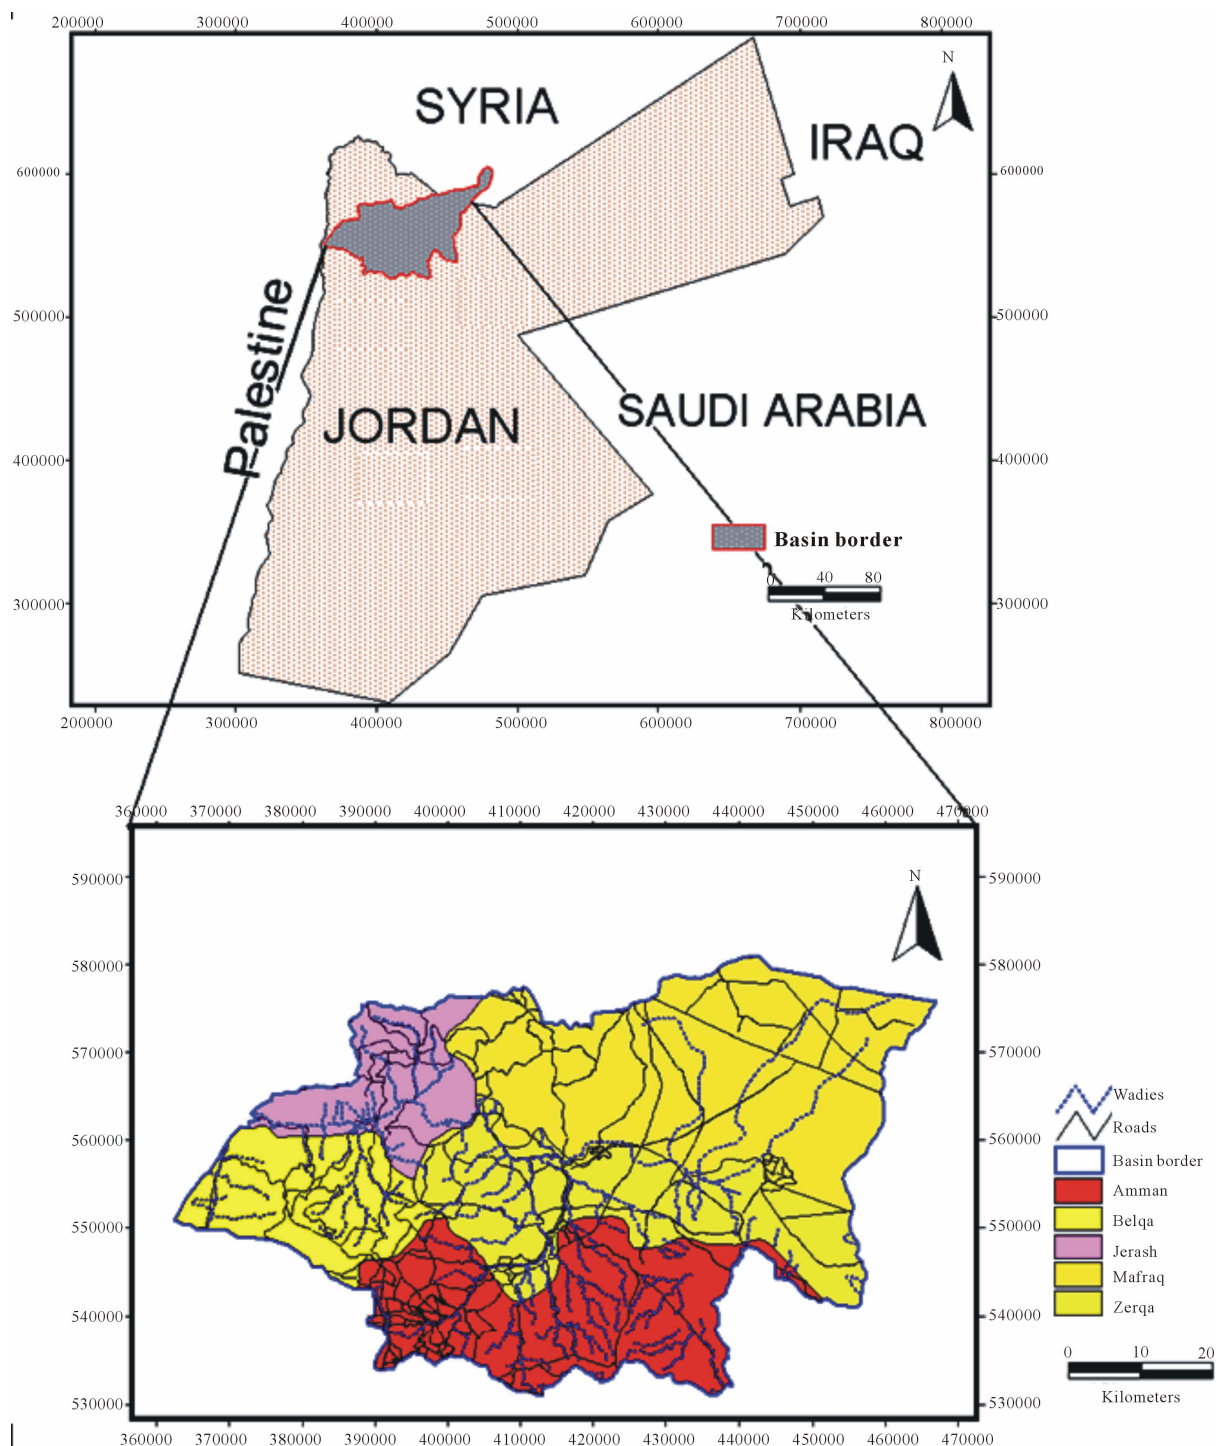 200000 300000 400000 500000 600000 700000 800000
N
SYRIA
IRAQ
600000 600000
Palestine
500000 500000
JORDAN
SAUDI ARABIA
400000 400000
Basin border
0 40 80
Kilometers
300000 300000
200000 300000 400000 500000 600000 700000 800000
360000 370000 380000 390000 400000 410000 420000 430000 440000 450000 460000 470000
N
590000 590000
580000 580000
570000 570000
560000 560000
550000 550000
540000 540000
530000 530000
Wadies
Roads
Basin border
Amman
Belqa
Jerash
Mafraq
Zerqa
0 10 20
Kilometers
360000 370000 380000 390000 400000 410000 420000 430000 440000 450000 460000 470000